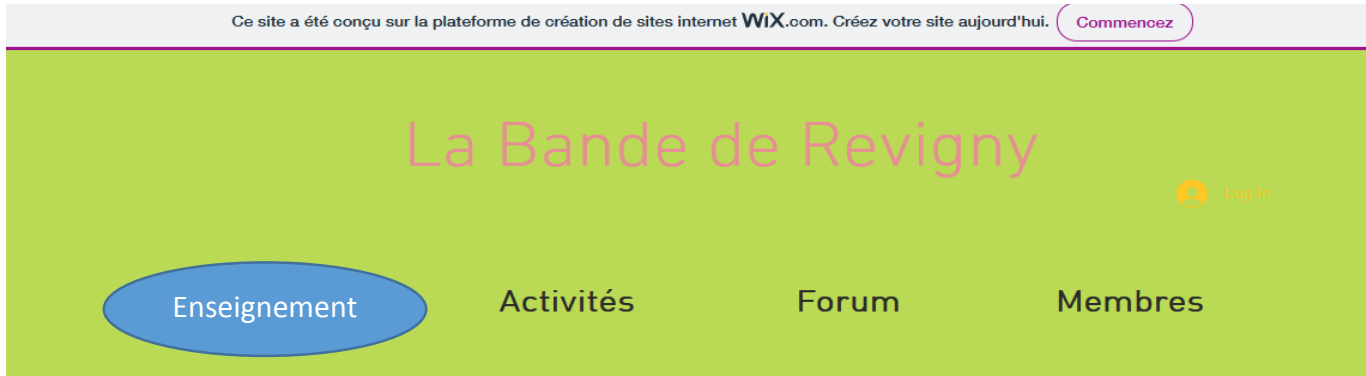 Ce site a été conçu sur la plateforme de création de sites internet WiX.com. Créez votre site aujourd'hui. Commencez
La Bande de Revigny
Log In
Enseignement Activités Forum Membres